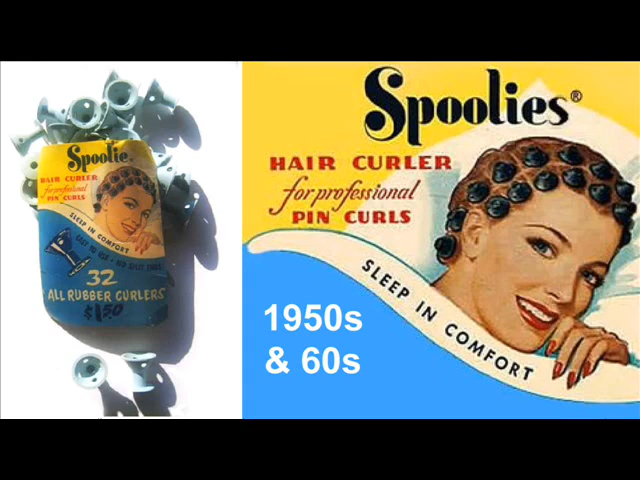 Spoolie
HAIR CURLER
for professional
PIN CURLS
SLEEP IN COMFORT
32
ALL RUBBER CURLERS
$1.50
Spoolies®
HAIR CURLER
for professional
PIN CURLS
SLEEP IN COMFORT
1950s
& 60s